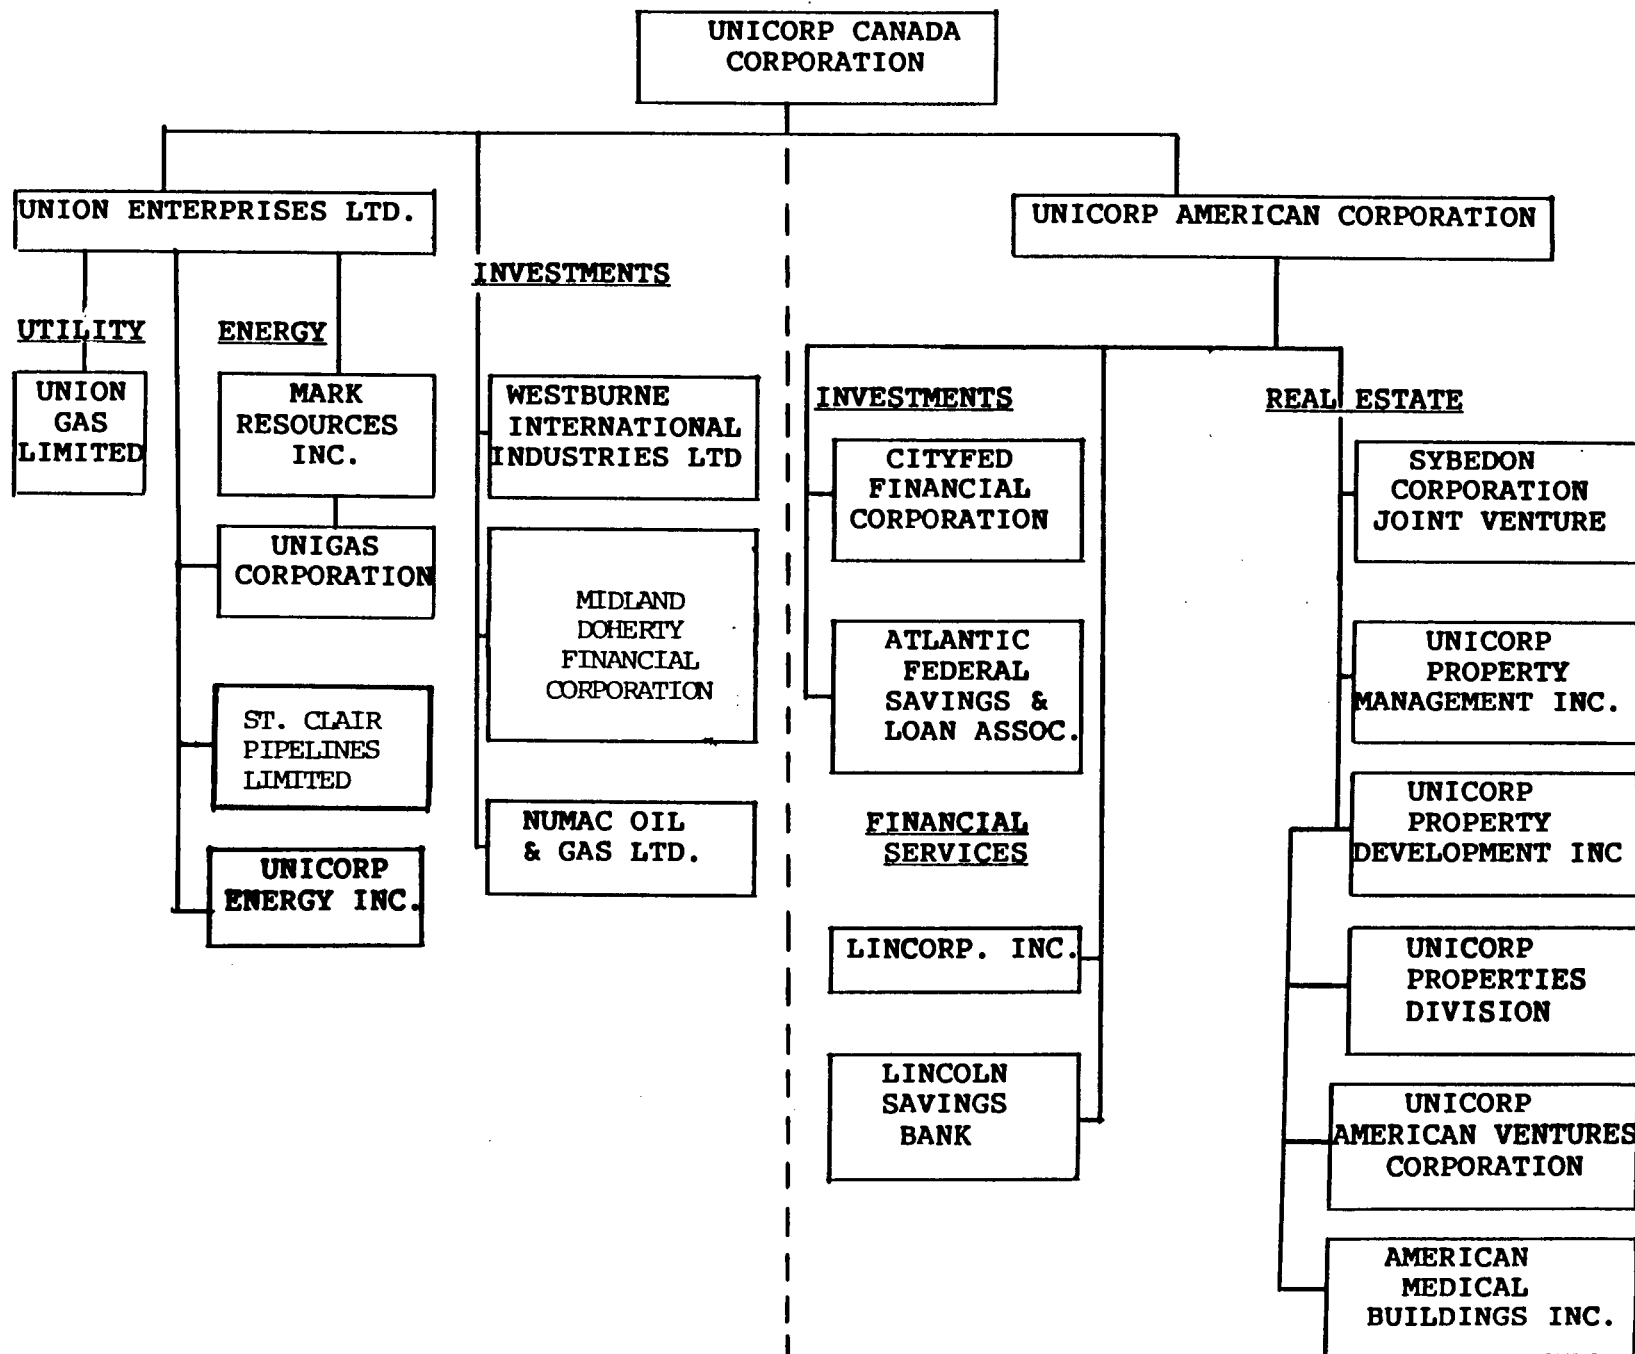 UNICORP CANADA
CORPORATION
UNION ENTERPRISES LTD.
UNICORP AMERICAN CORPORATION
INVESTMENTS
UTILITY
ENERGY
UNION
GAS
LIMITED
MARK
RESOURCES
INC.
UNIGAS
CORPORATION
ST. CLAIR
PIPELINES
LIMITED
UNICORP
ENERGY INC.
WESTBURNE
INTERNATIONAL
INDUSTRIES LTD
MIDLAND
DOHERTY
FINANCIAL
CORPORATION
NUMAC OIL
& GAS LTD.
INVESTMENTS
CITYFED
FINANCIAL
CORPORATION
ATLANTIC
FEDERAL
SAVINGS &
LOAN ASSOC.
FINANCIAL
SERVICES
LINCORP. INC.
LINCOLN
SAVINGS
BANK
REAL ESTATE
SYBEDON
CORPORATION
JOINT VENTURE
UNICORP
PROPERTY
MANAGEMENT INC.
UNICORP
PROPERTY
DEVELOPMENT INC
UNICORP
PROPERTIES
DIVISION
UNICORP
AMERICAN VENTURES
CORPORATION
AMERICAN
MEDICAL
BUILDINGS INC.